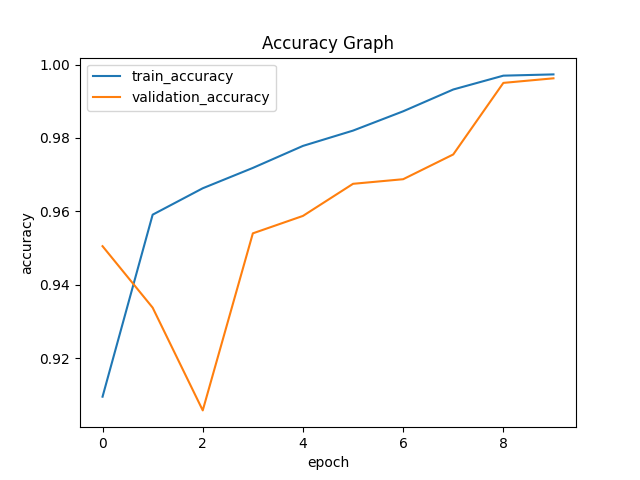 Accuracy Graph
train_accuracy
validation_accuracy
1.00
0.98
0.96
0.94
0.92
accuracy
0 2 4 6 8
epoch